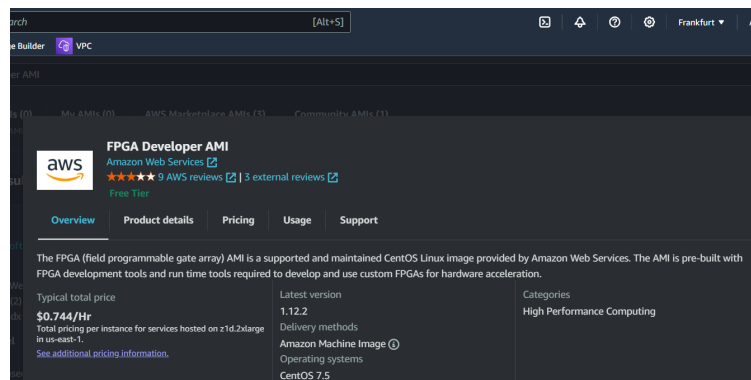 arch [Alt+S] Frankfurt ▼
ge Builder VPC
er AMI
ls (0) My AMIs (0) AWS Marketplace AMIs (3) Community AMIs (1)
FPGA Developer AMI
aws
Amazon Web Services
9 AWS reviews | 3 external reviews
Free Tier
Overview Product details Pricing Usage Support
The FPGA (field programmable gate array) AMI is a supported and maintained CentOS Linux image provided by Amazon Web Services. The AMI is pre-built with
FPGA development tools and run time tools required to develop and use custom FPGAs for hardware acceleration.
Typical total price
$0.744/Hr
Total pricing per instance for services hosted on z1d.2xlarge
in us-east-1.
See additional pricing information.
Latest version
1.12.2
Delivery methods
Amazon Machine Image
Operating systems
CentOS 7.5
Categories
High Performance Computing